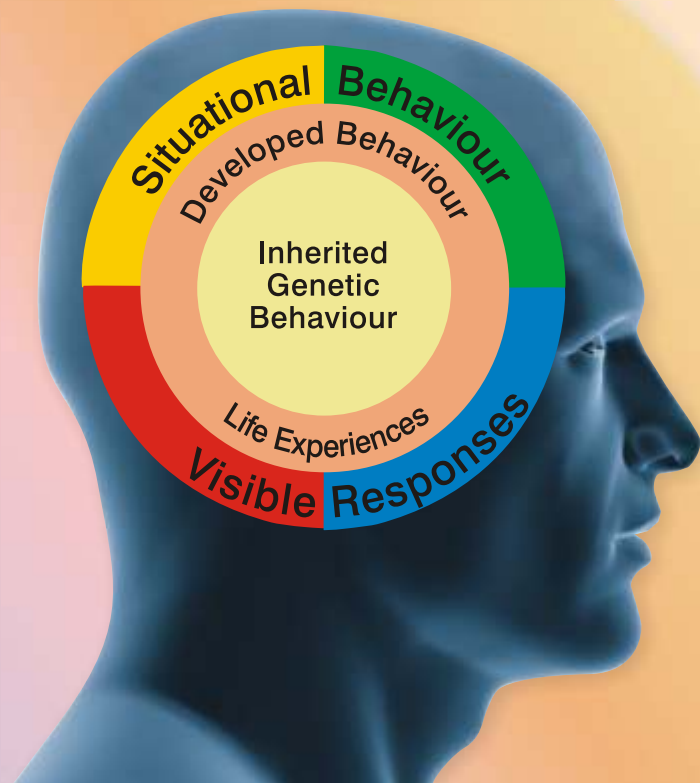 Situational Behaviour
Developed Behaviour
Inherited
Genetic
Behaviour
Life Experiences
Visible Responses